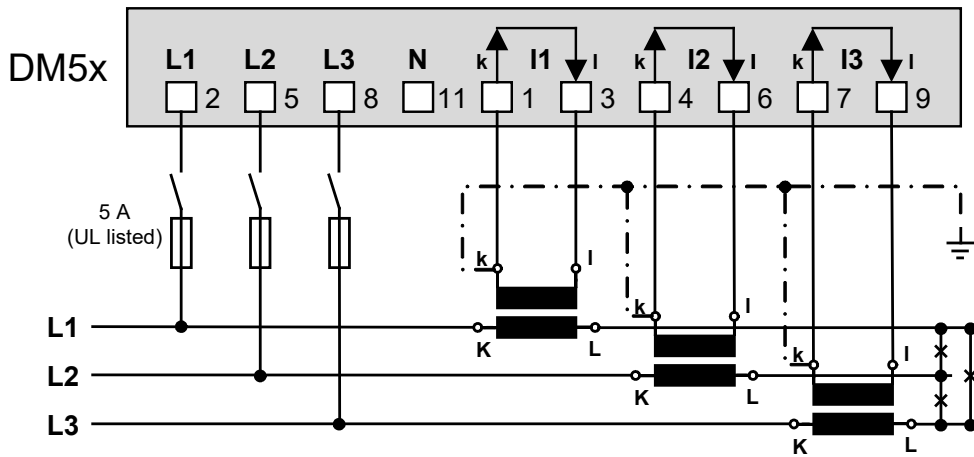 DM5x
L1 L2 L3 N k I1 l k I2 l k I3 l
2 5 8 11 1 3 4 6 7 9
5 A
(UL listed)
k l
k l
k l
L1
K L
L2
K L
L3
K L